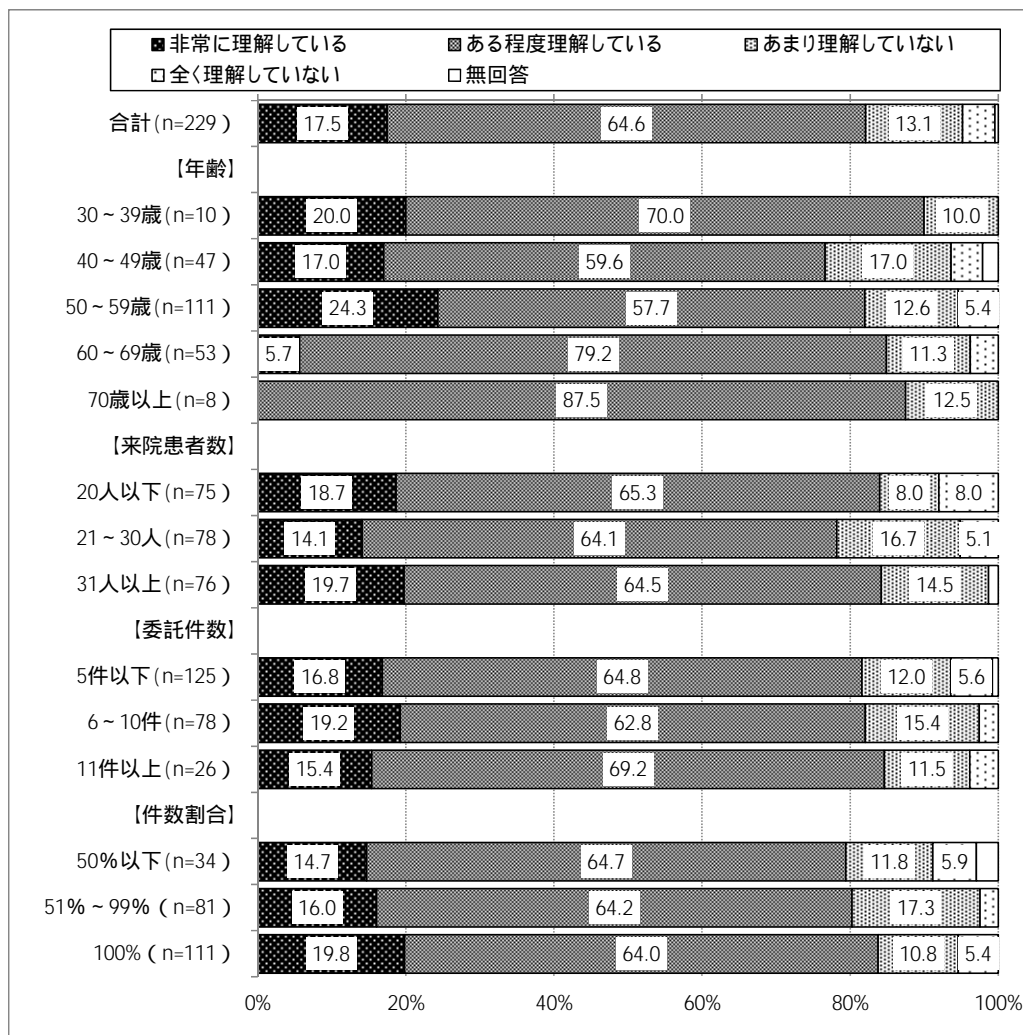 ■非常に理解している ■ある程度理解している ■あまり理解していない
□全く理解していない □無回答
合計(n=229) 17.5 64.6 13.1
【年齢】
30~39歳(n=10) 20.0 70.0 10.0
40~49歳(n=47) 17.0 59.6 17.0
50~59歳(n=111) 24.3 57.7 12.6 5.4
60~69歳(n=53) 5.7 79.2 11.3
70歳以上(n=8) 87.5 12.5
【来院患者数】
20人以下(n=75) 18.7 65.3 8.0 8.0
21~30人(n=78) 14.1 64.1 16.7 5.1
31人以上(n=76) 19.7 64.5 14.5
【委託件数】
5件以下(n=125) 16.8 64.8 12.0 5.6
6~10件(n=78) 19.2 62.8 15.4
11件以上(n=26) 15.4 69.2 11.5
【件数割合】
50%以下(n=34) 14.7 64.7 11.8 5.9
51%~99%(n=81) 16.0 64.2 17.3
100%(n=111) 19.8 64.0 10.8 5.4
0% 20% 40% 60% 80% 100%